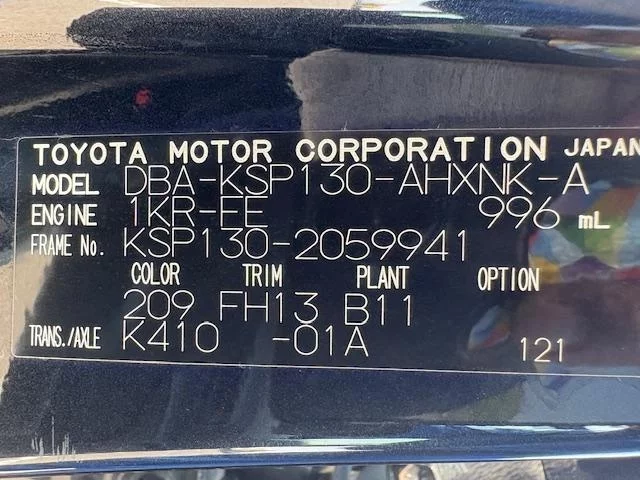 TOYOTA MOTOR CORPORATION JAPAN
MODEL DBA-KSP130-AHXNK-A
ENGINE 1KR-FE 996 mL
FRAME No. KSP130-2059941
COLOR TRIM PLANT OPTION
209 FH13 B11
TRANS./AXLE K410 -01A 121